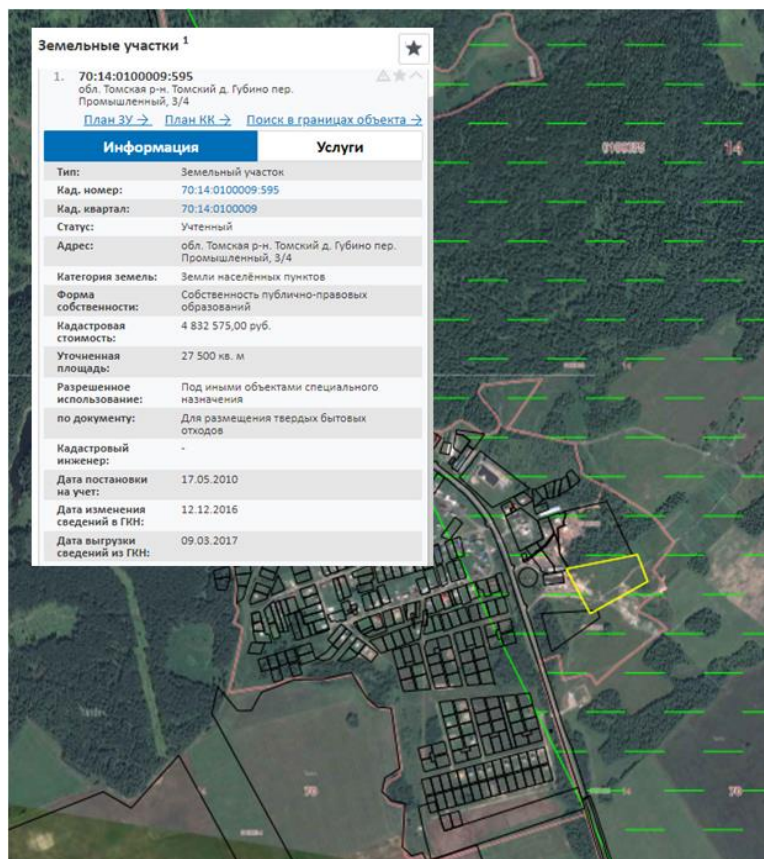 Земельные участки 1
1. 70:14:0100009:595
обл. Томская р-н. Томский д. Губино пер.
Промышленный, 3/4
План ЗУ → План КК → Поиск в границах объекта →
Информация Услуги
Тип: Земельный участок
Кад. номер: 70:14:0100009:595
Кад. квартал: 70:14:0100009
Статус: Учтенный
Адрес: обл. Томская р-н. Томский д. Губино пер.
Промышленный, 3/4
Категория земель: Земли населённых пунктов
Форма Собственность публично-правовых
собственности: образований
Кадастровая 4 832 575,00 руб.
стоимость:
Уточненная 27 500 кв. м
площадь:
Разрешенное Под иными объектами специального
использование: назначения
по документу: Для размещения твердых бытовых
отходов
Кадастровый -
инженер:
Дата постановки 17.05.2010
на учет:
Дата изменения 12.12.2016
сведений в ГКН:
Дата выгрузки 09.03.2017
сведений из ГКН:
14
14
14
70
14
70